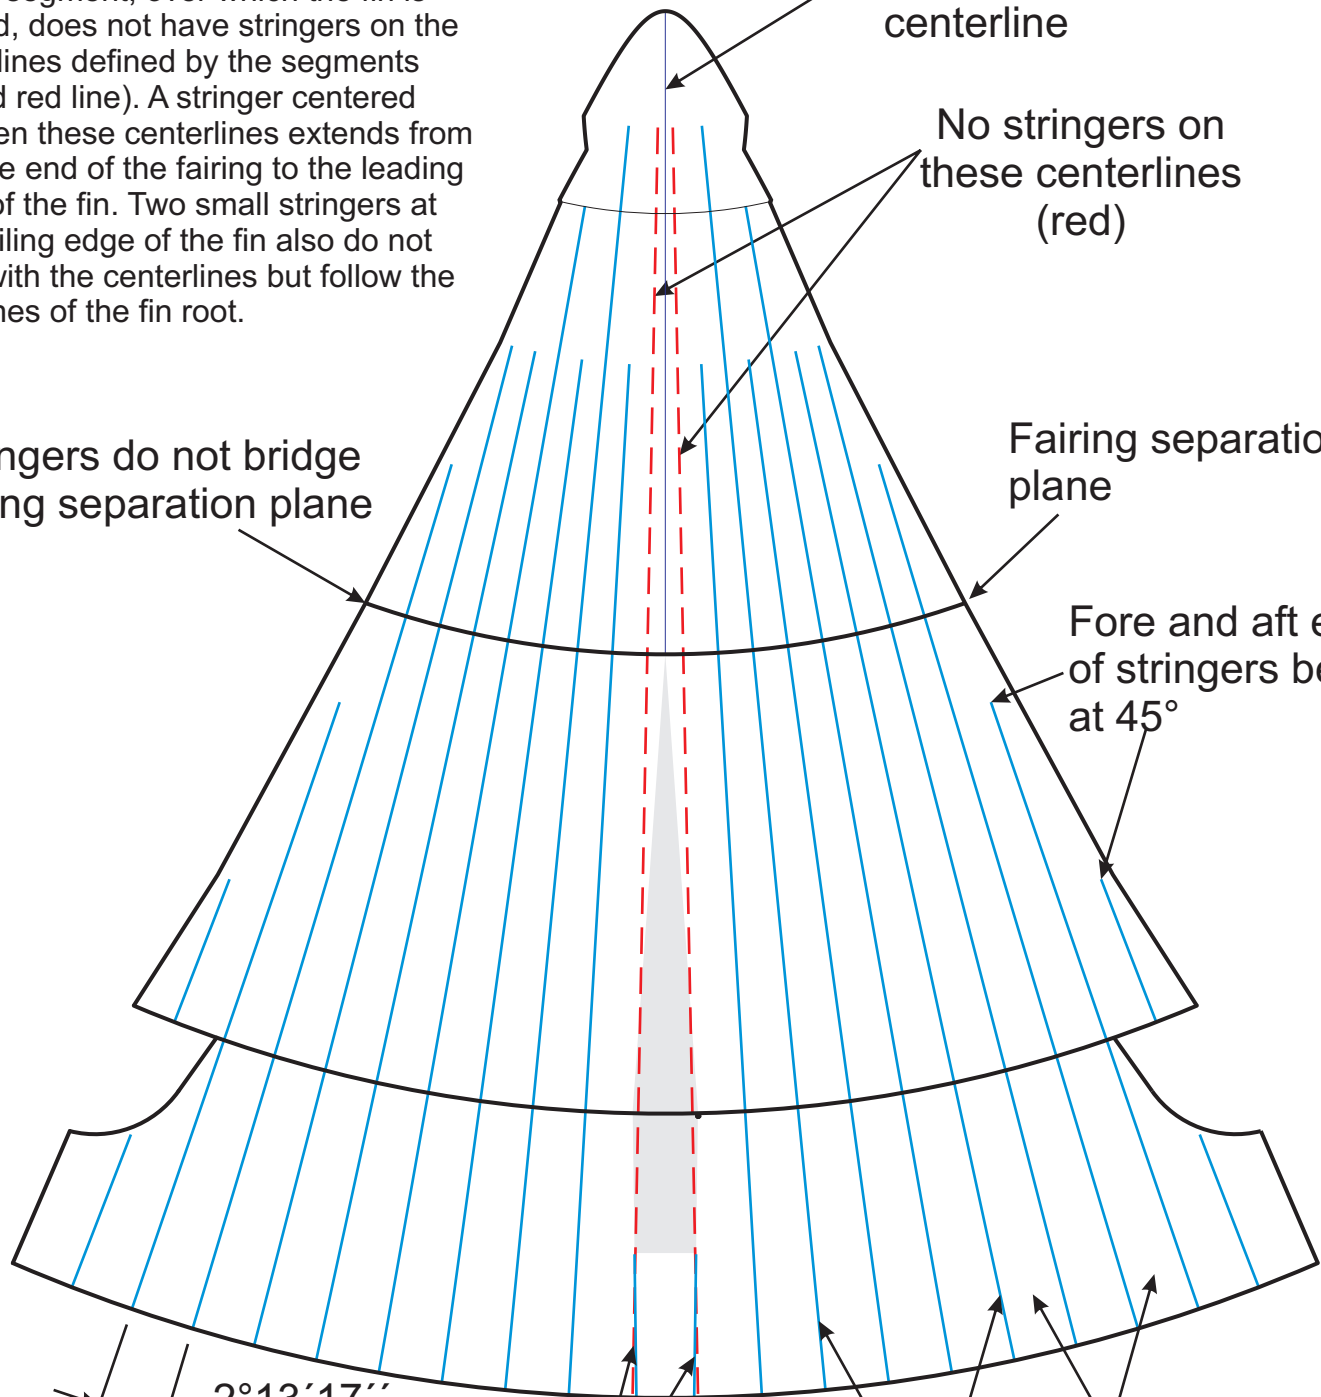 d, does not have stringers on the
lines defined by the segments
d red line). A stringer centered
en these centerlines extends from
e end of the fairing to the leading
of the fin. Two small stringers at
iling edge of the fin also do not
with the centerlines but follow the
nes of the fin root.
centerline
No stringers on
these centerlines
(red)
ngers do not bridge
ng separation plane
Fairing separatio
plane
Fore and aft e
of stringers be
at 45°
2°13′17′′